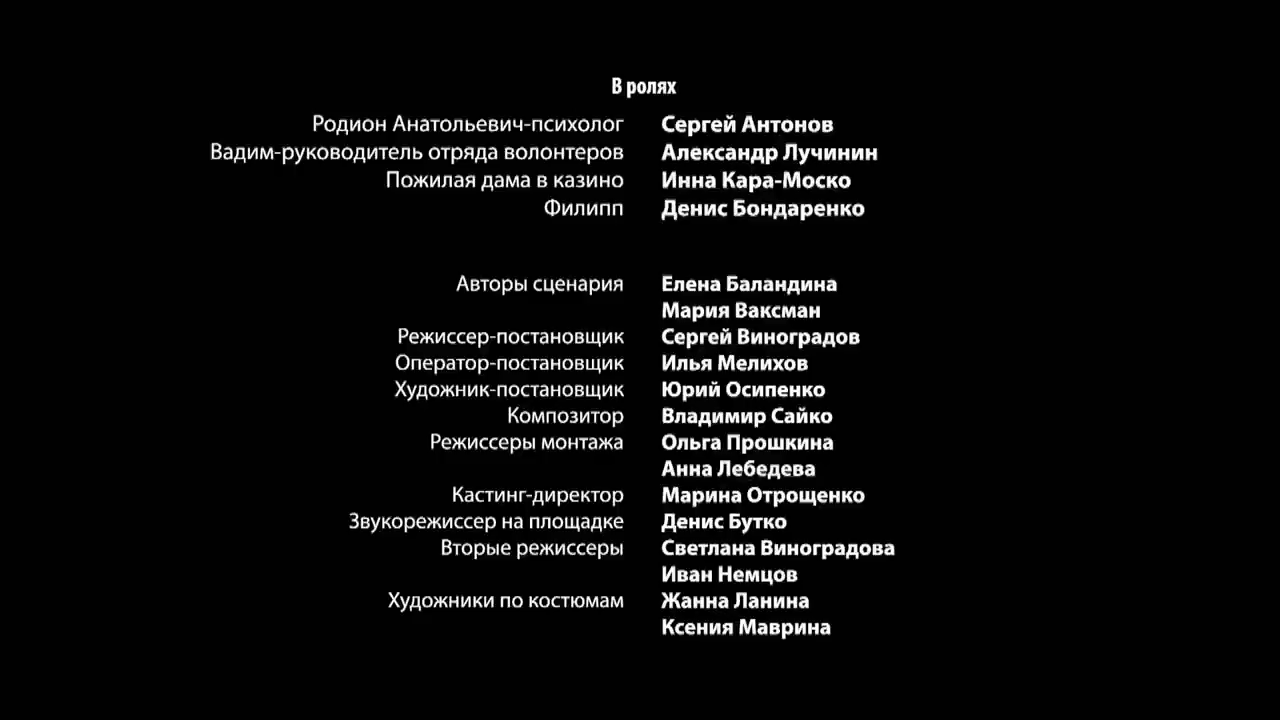 В ролях
Родион Анатольевич-психолог Сергей Антонов
Вадим-руководитель отряда волонтеров Александр Лучинин
Пожилая дама в казино Инна Кара-Моско
Филипп Денис Бондаренко
Авторы сценария Елена Баландина
Мария Ваксман
Режиссер-постановщик Сергей Виноградов
Оператор-постановщик Илья Мелихов
Художник-постановщик Юрий Осипенко
Композитор Владимир Сайко
Режиссеры монтажа Ольга Прошкина
Анна Лебедева
Кастинг-директор Марина Отрощенко
Звукорежиссер на площадке Денис Бутко
Вторые режиссеры Светлана Виноградова
Иван Немцов
Художники по костюмам Жанна Ланина
Ксения Маврина